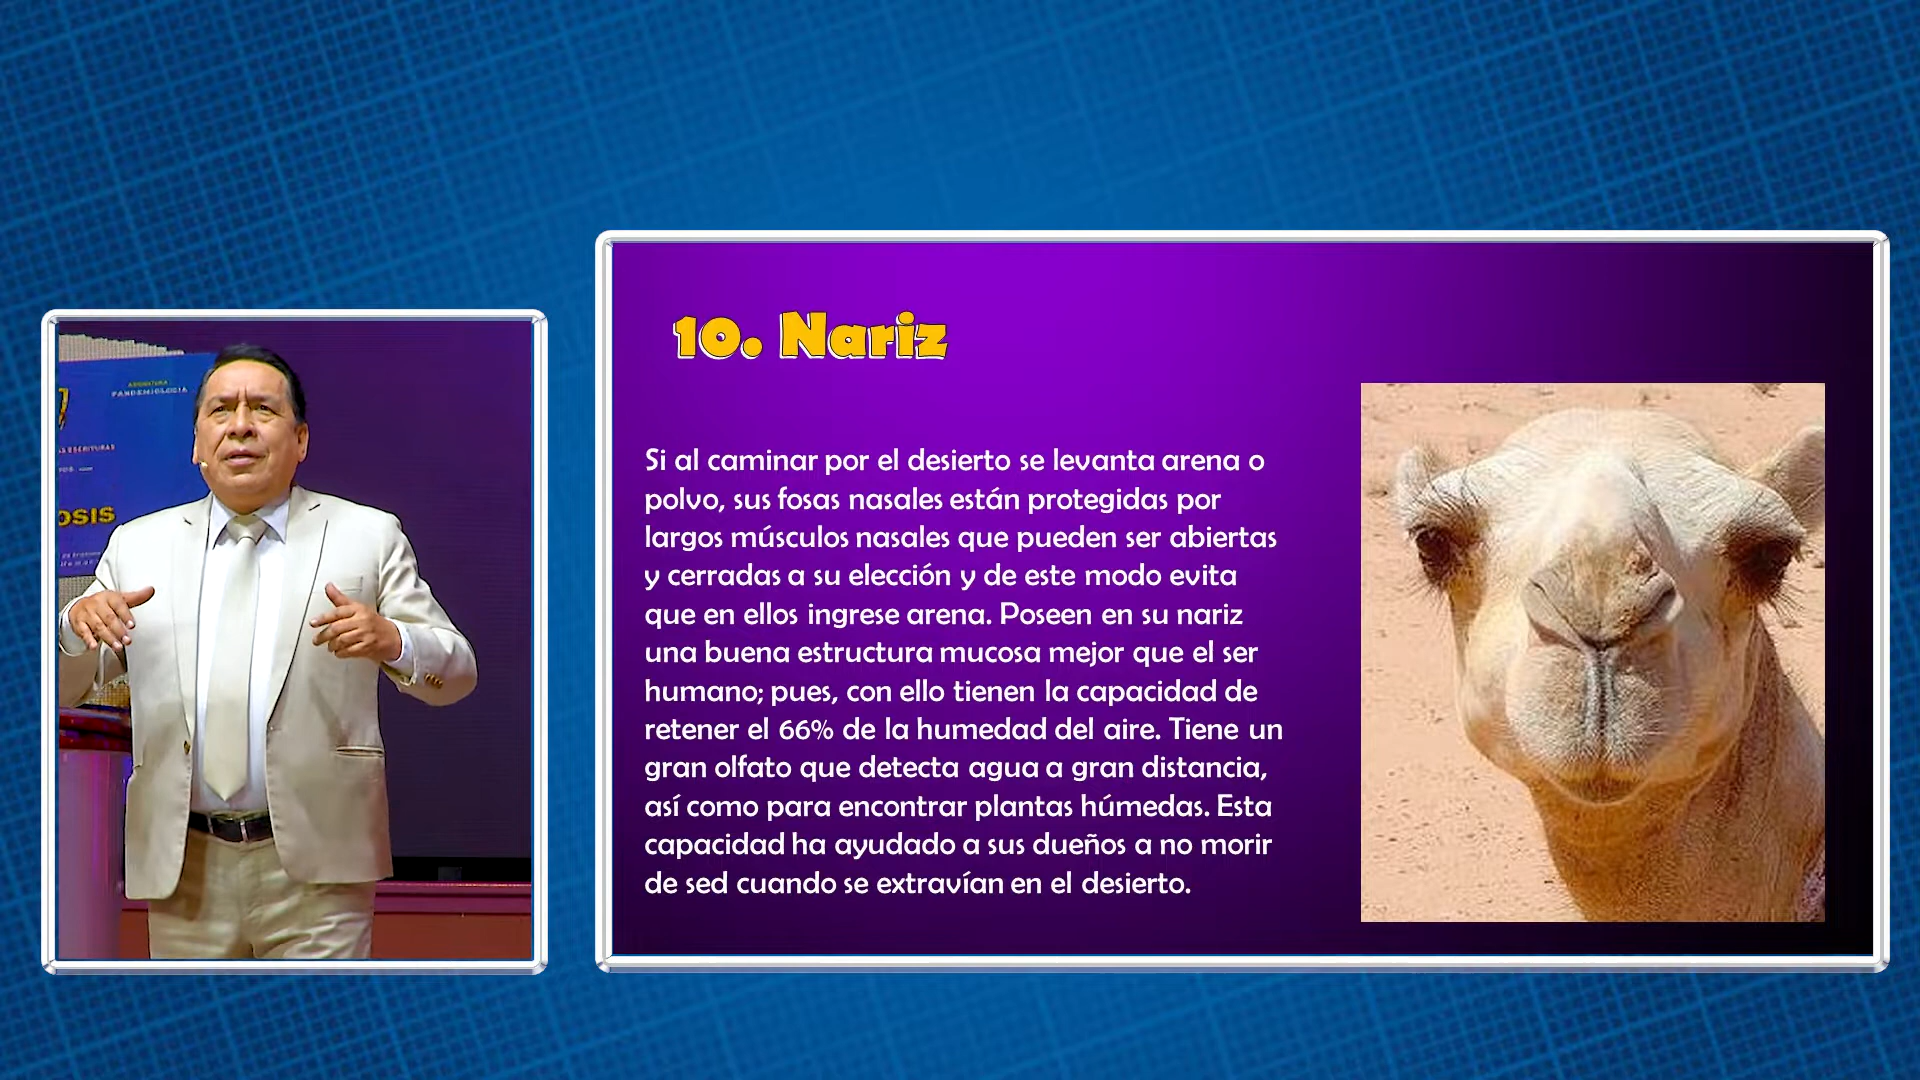 ASIGNATURA:
PANDEMIOLOGIA
AS ESCRITURAS
OSIS
10. Nariz
Si al caminar por el desierto se levanta arena o
polvo, sus fosas nasales están protegidas por
largos músculos nasales que pueden ser abiertas
y cerradas a su elección y de este modo evita
que en ellos ingrese arena. Poseen en su nariz
una buena estructura mucosa mejor que el ser
humano; pues, con ello tienen la capacidad de
retener el 66% de la humedad del aire. Tiene un
gran olfato que detecta agua a gran distancia,
así como para encontrar plantas húmedas. Esta
capacidad ha ayudado a sus dueños a no morir
de sed cuando se extravían en el desierto.